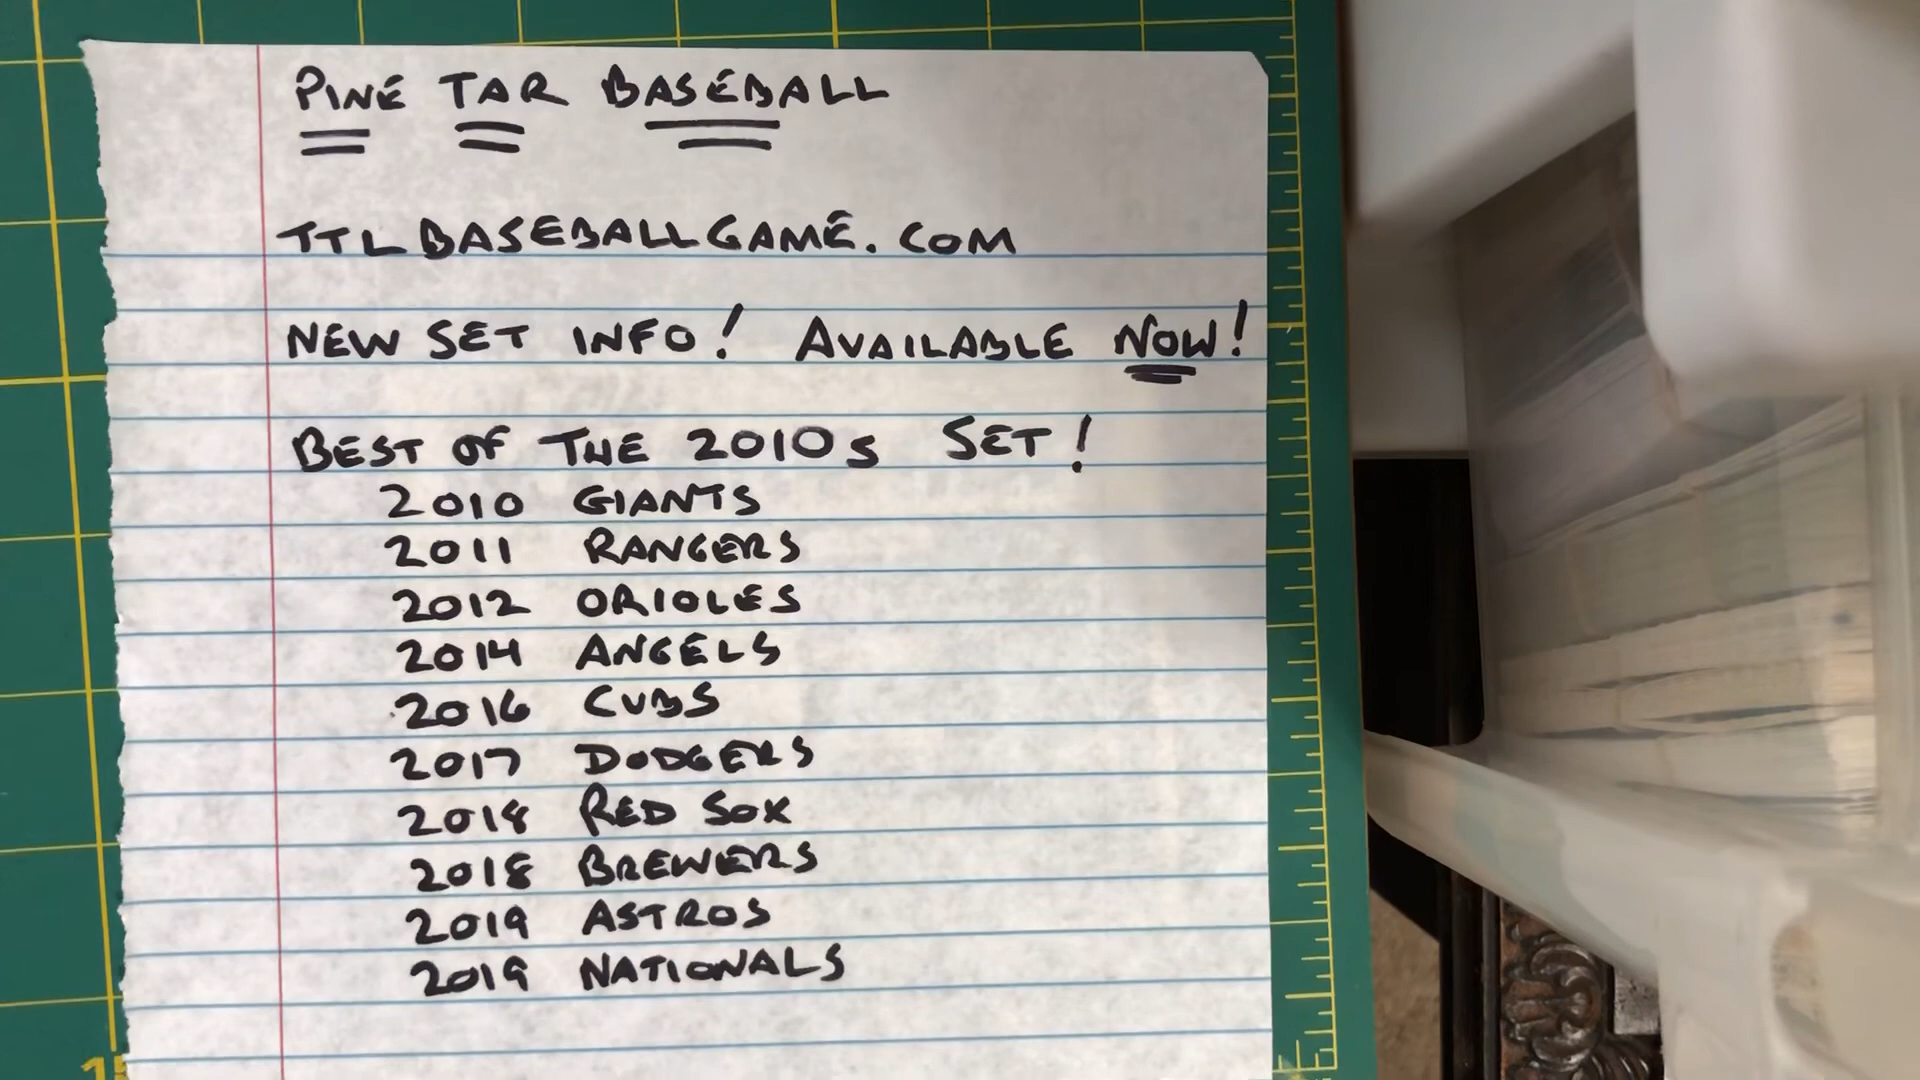 PINE TAR BASEBALL
TTLBASEBALLGAME.COM
NEW SET INFO! AVAILABLE NOW!
BEST OF THE 2010s SET!
2010 GIANTS
2011 RANGERS
2012 ORIOLES
2014 ANGELS
2016 CUBS
2017 DODGERS
2018 RED SOX
2018 BREWERS
2019 ASTROS
2019 NATIONALS